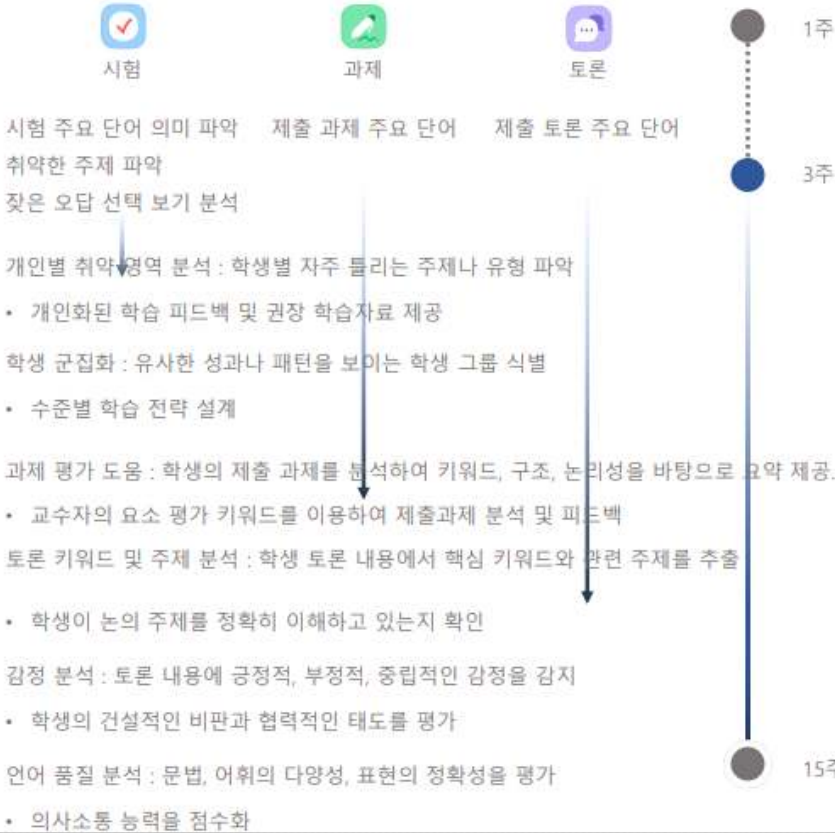 시험
과제
토론
1주
시험 주요 단어 의미 파악
제출 과제 주요 단어
제출 토론 주요 단어
취약한 주제 파악
3주
잦은 오답 선택 보기 분석
개인별 취약 영역 분석 : 학생별 자주 틀리는 주제나 유형 파악
• 개인화된 학습 피드백 및 권장 학습자료 제공
학생 군집화 : 유사한 성과나 패턴을 보이는 학생 그룹 식별
• 수준별 학습 전략 설계
과제 평가 도움 : 학생의 제출 과제를 분석하여 키워드, 구조, 논리성을 바탕으로 요약 제공.
• 교수자의 요소 평가 키워드를 이용하여 제출과제 분석 및 피드백
토론 키워드 및 주제 분석 : 학생 토론 내용에서 핵심 키워드와 관련 주제를 추출
• 학생이 논의 주제를 정확히 이해하고 있는지 확인
감정 분석 : 토론 내용에 긍정적, 부정적, 중립적인 감정을 감지
• 학생의 건설적인 비판과 협력적인 태도를 평가
15주
언어 품질 분석 : 문법, 어휘의 다양성, 표현의 정확성을 평가
• 의사소통 능력을 점수화